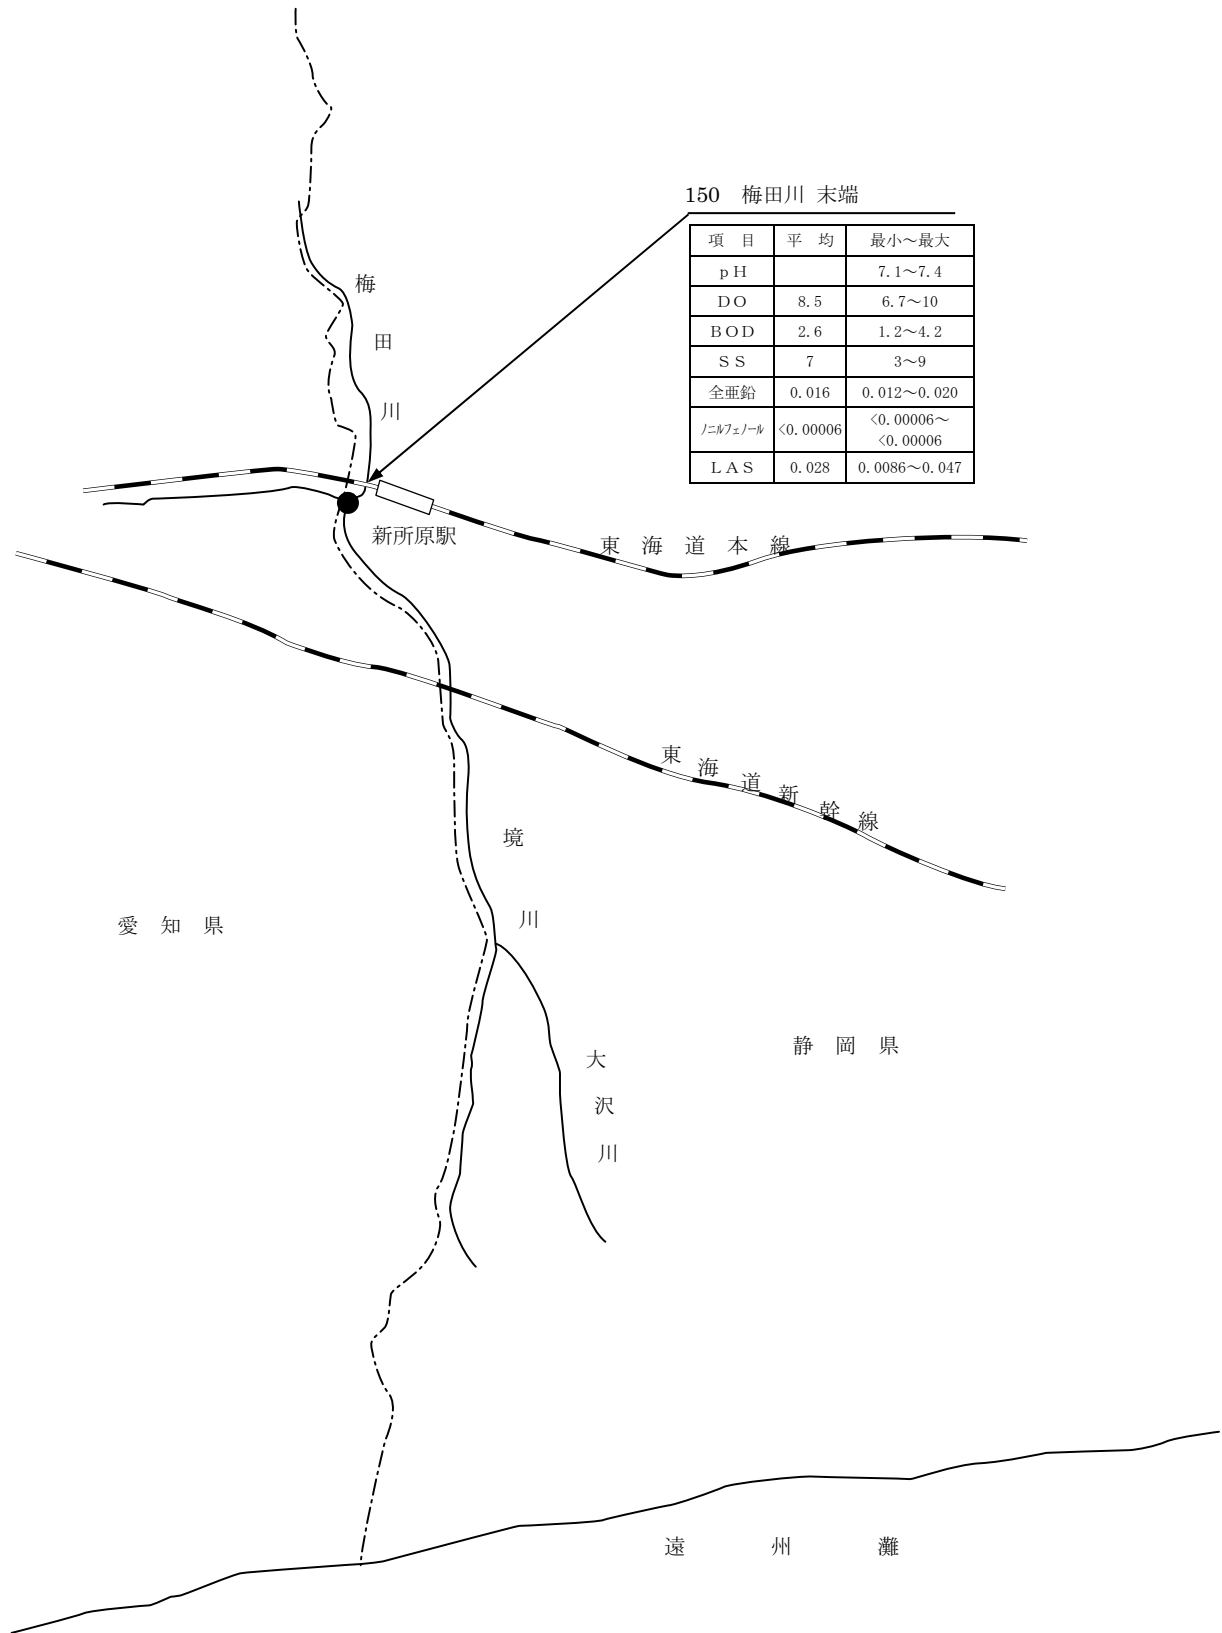 150 梅田川 末端
項 目 平 均 最小～最大
ｐＨ 7.1～7.4
ＤＯ 8.5 6.7～10
ＢＯＤ 2.6 1.2～4.2
ＳＳ 7 3～9
全亜鉛 0.016 0.012～0.020
ﾉﾆﾙﾌｪﾉｰﾙ <0.00006 <0.00006～
<0.00006
ＬＡＳ 0.028 0.0086～0.047
梅田川
新所原駅
東海道本線
東海道新幹線
境川
愛知県
静岡県
大沢川
遠州灘